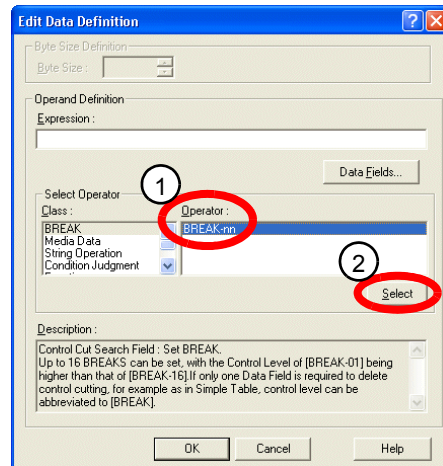 Edit Data Definition
Byte Size Definition
Byte Size :
Operand Definition
Expression :
Data Fields...
Select Operator
1
Class :
Operator :
BREAK
BREAK-nn
Media Data
String Operation
Condition Judgment
2
Select
Description :
Control Cut Search Field : Set BREAK.
Up to 16 BREAKS can be set, with the Control Level of [BREAK-01] being
higher than that of [BREAK-16].If only one Data Field is required to delete
control cutting, for example as in Simple Table, control level can be
abbreviated to [BREAK].
OK
Cancel
Help